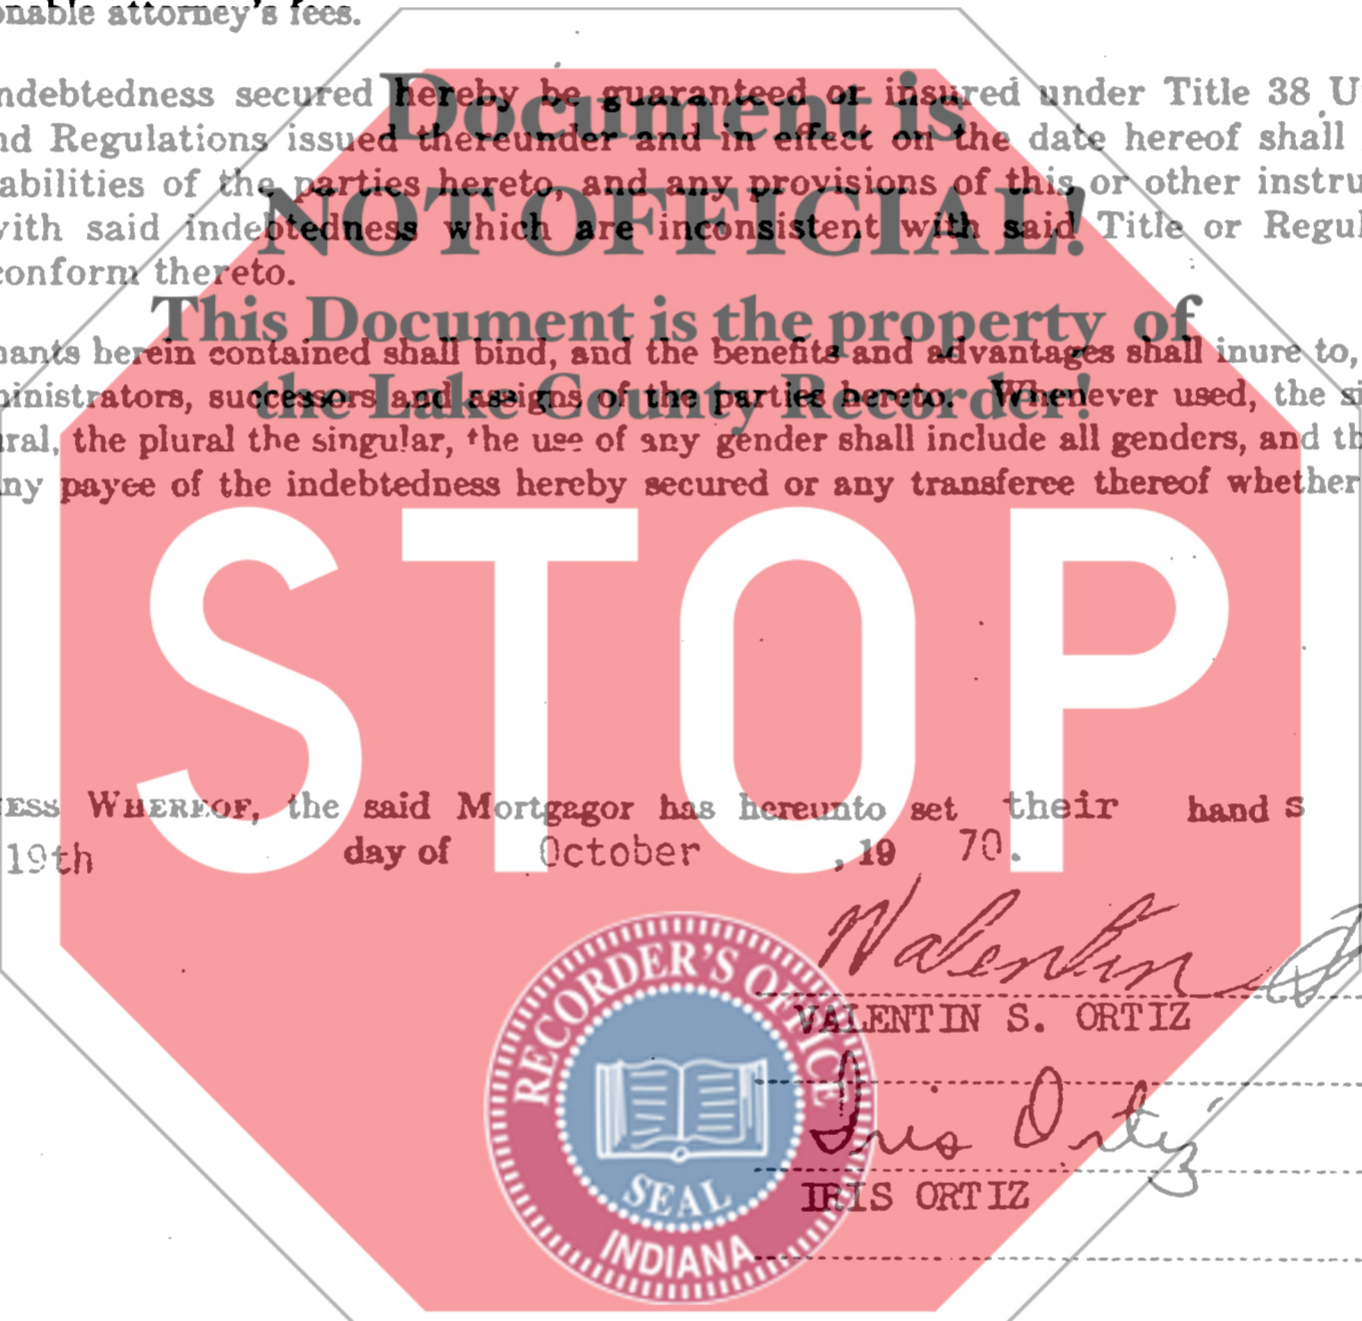 onable attorney's fees.
ndebtedness secured hereby be guaranteed or insured under Title 38 U
nd Regulations issued thereunder and in effect on the date hereof shall
abilities of the parties hereto, and any provisions of this or other instru
with said indebtedness which are inconsistent with said Title or Regul
conform thereto.
nants herein contained shall bind, and the benefits and advantages shall inure to,
ministrators, successors and assigns of the parties hereto. Whenever used, the si
ral, the plural the singular, the use of any gender shall include all genders, and th
ny payee of the indebtedness hereby secured or any transferee thereof whether
Document is
NOT OFFICIAL!
This Document is the property of
the Lake County Recorder!
STOP
ESS WHEREOF, the said Mortgagor has hereunto set their hand s
19th day of October , 19 70.
Valentin S
VALENTIN S. ORTIZ
Iris Ortiz
IRIS ORTIZ
RECORDER'S OFFICE
SEAL
INDIANA